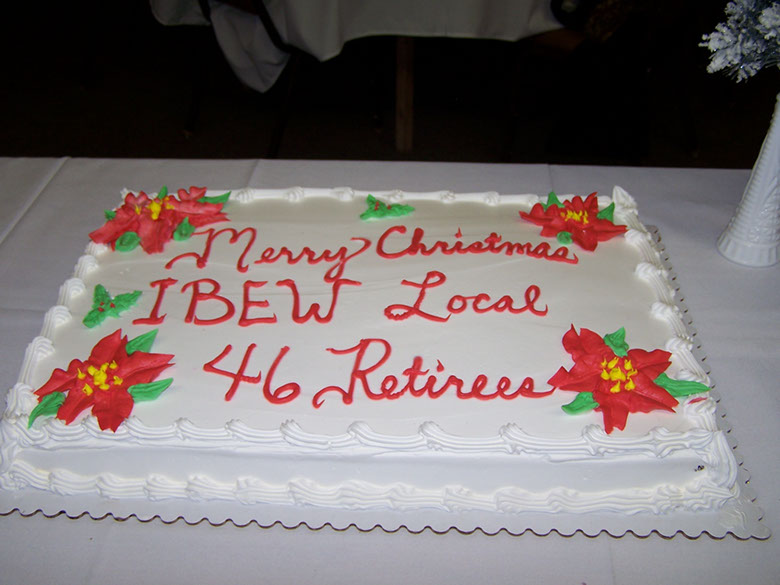 Merry Christmas
IBEW Local
46 Retirees